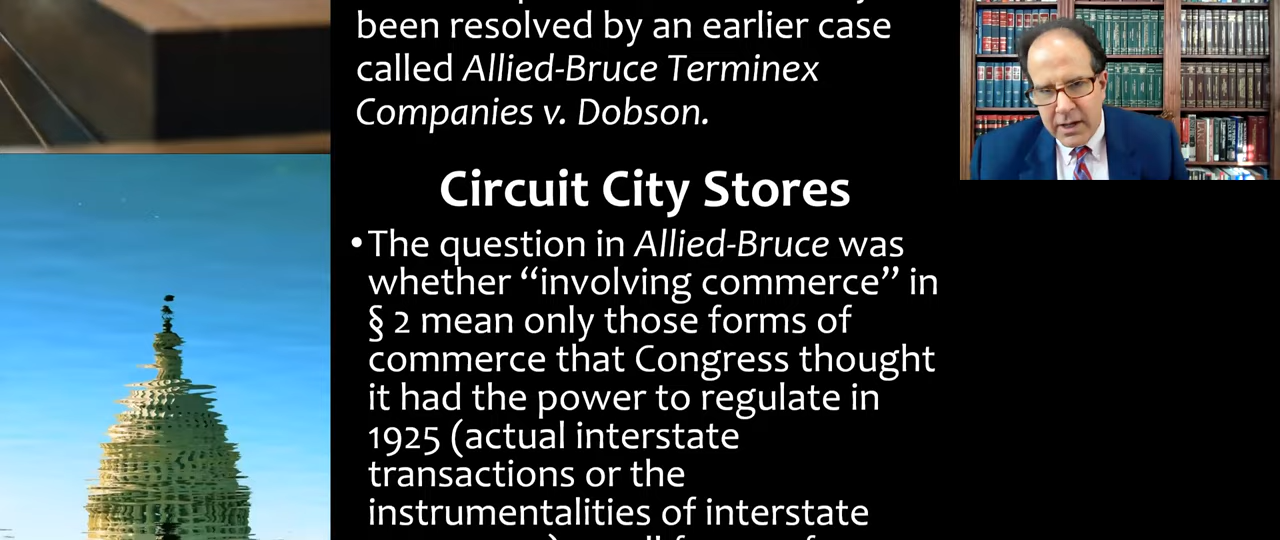 been resolved by an earlier case
called Allied-Bruce Terminex
Companies v. Dobson.
Circuit City Stores
•The question in Allied-Bruce was
whether “involving commerce” in
§ 2 mean only those forms of
commerce that Congress thought
it had the power to regulate in
1925 (actual interstate
transactions or the
instrumentalities of interstate